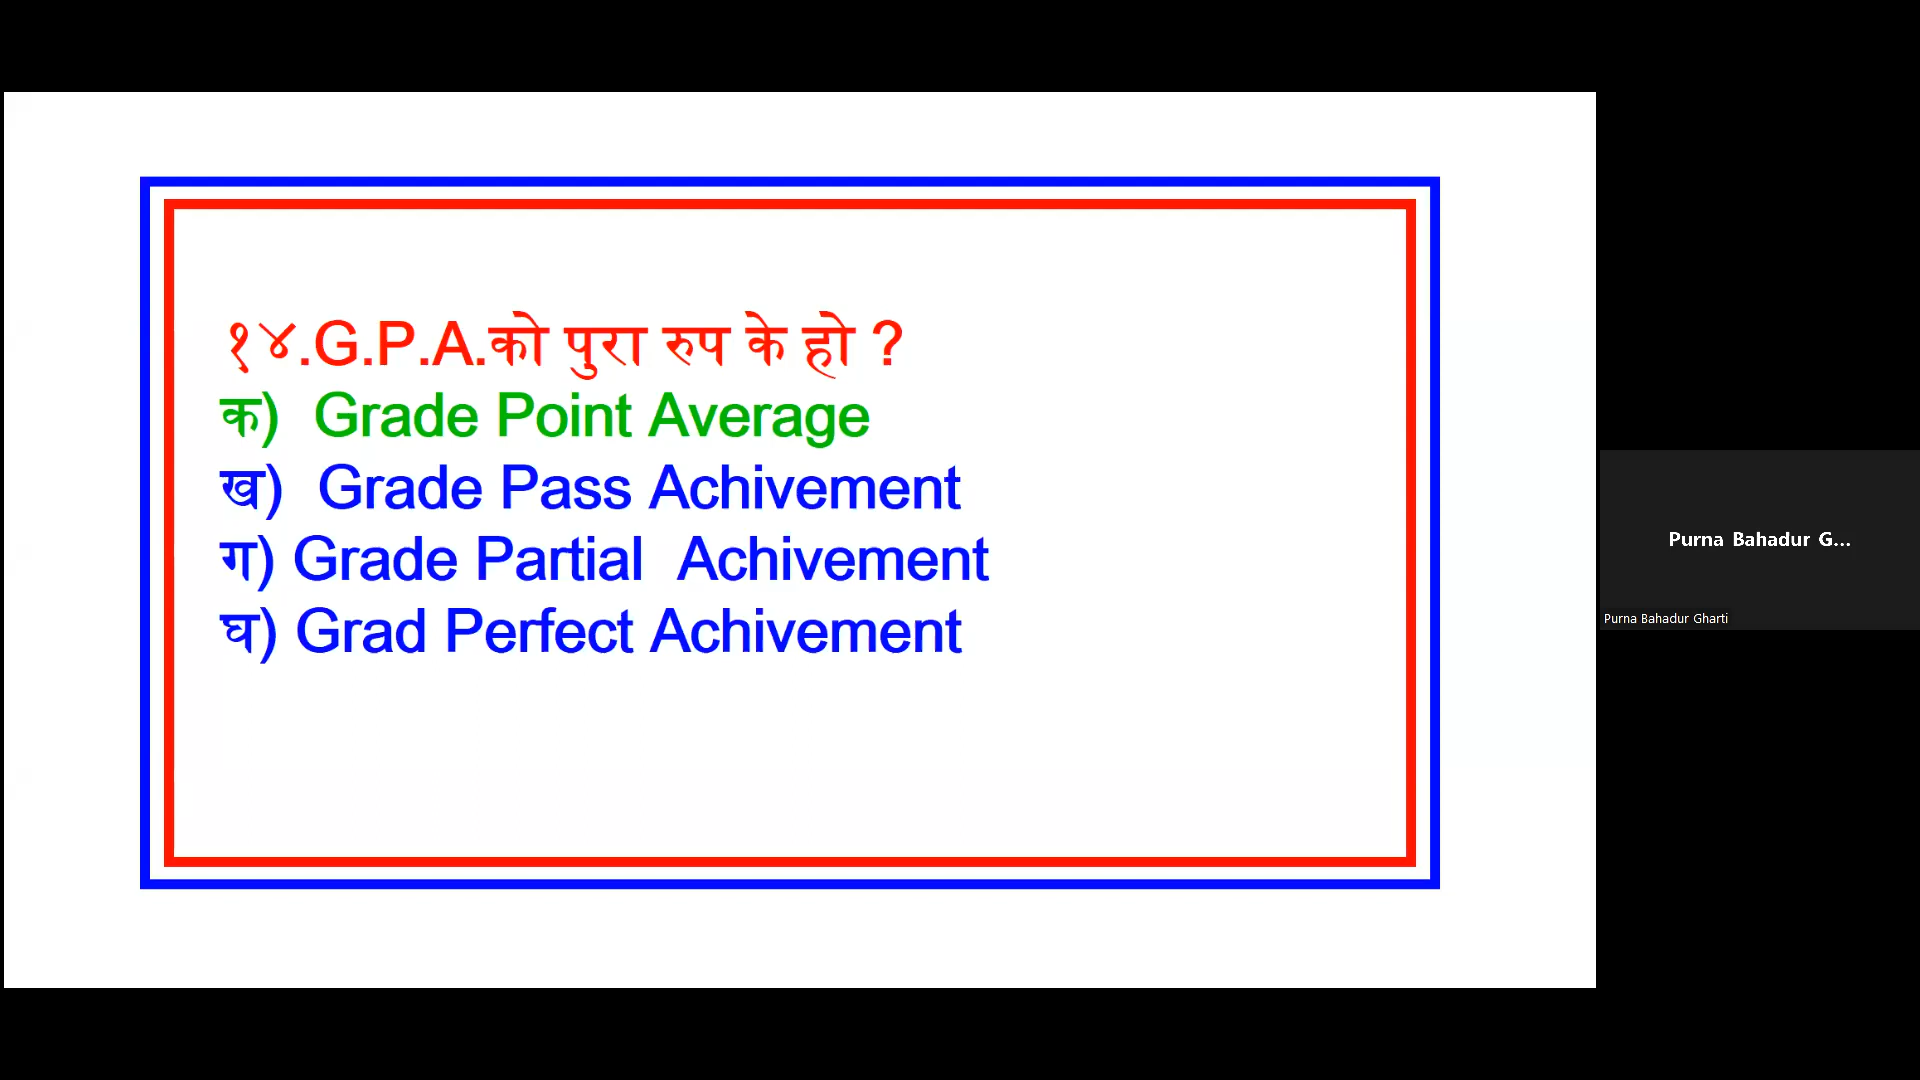 १४.G.P.A.को पुरा रुप के हो ?
क) Grade Point Average
ख) Grade Pass Achivement
ग) Grade Partial Achivement
घ) Grad Perfect Achivement
Purna Bahadur G...
Purna Bahadur Gharti